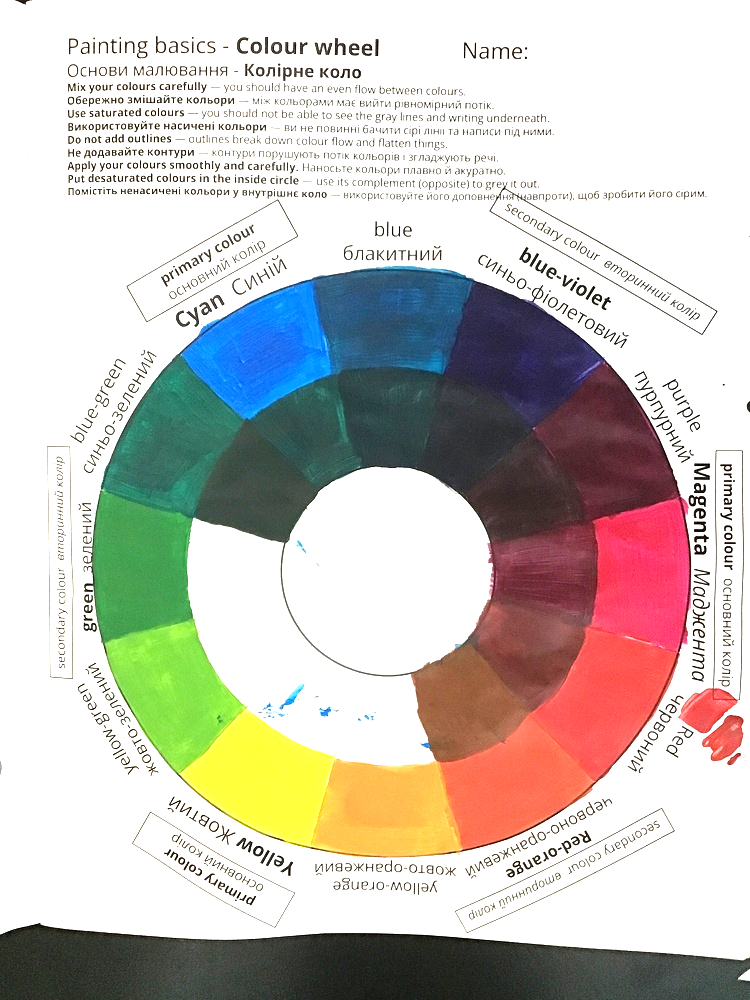 Painting basics - Colour wheel
Name:
Основи малювання - Колірне коло
Mix your colours carefully — you should have an even flow between colours.
Обережно змішайте кольори — між кольорами має вийти рівномірний потік.
Use saturated colours — you should not be able to see the gray lines and writing underneath.
Використовуйте насичені кольори — ви не повинні бачити сірі лінії та написи під ними.
Do not add outlines — outlines break down colour flow and flatten things.
Не додавайте контури — контури порушують потік кольорів і згладжують речі.
Apply your colours smoothly and carefully. Наносьте кольори плавно й акуратно.
Put desaturated colours in the inside circle — use its complement (opposite) to grey it out.
Помістіть ненасичені кольори у внутрішнє коло — використовуйте його доповнення (навпроти), щоб зробити його сірим.
primary colour
основний колір
Cyan Синій
blue
блакитний
secondary colour вторинний колір
blue-violet
синьо-фіолетовий
purple
пурпурний
primary colour основний колір
Magenta Маджента
Red
червоний
secondary colour вторинний колір
Red-orange
червоно-оранжевий
yellow-orange
жовто-оранжевий
primary colour
основний колір
Yellow Жовтий
yellow green
жовто-зелений
secondary colour вторинний колір
green зелений
blue-green
синьо-зелений